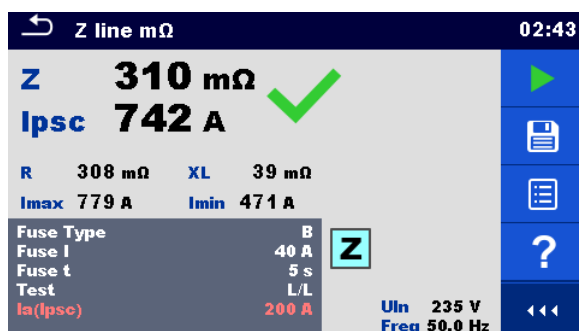 Z line mΩ 02:43
Z 310 mΩ
Ipsc 742 A
R 308 mΩ XL 39 mΩ
Imax 779 A Imin 471 A
Fuse Type B
Fuse I 40 A
Z
Fuse t 5 s
?
Test L/L
Ia(Ipsc) 200 A
Uln 235 V
Freq 50.0 Hz